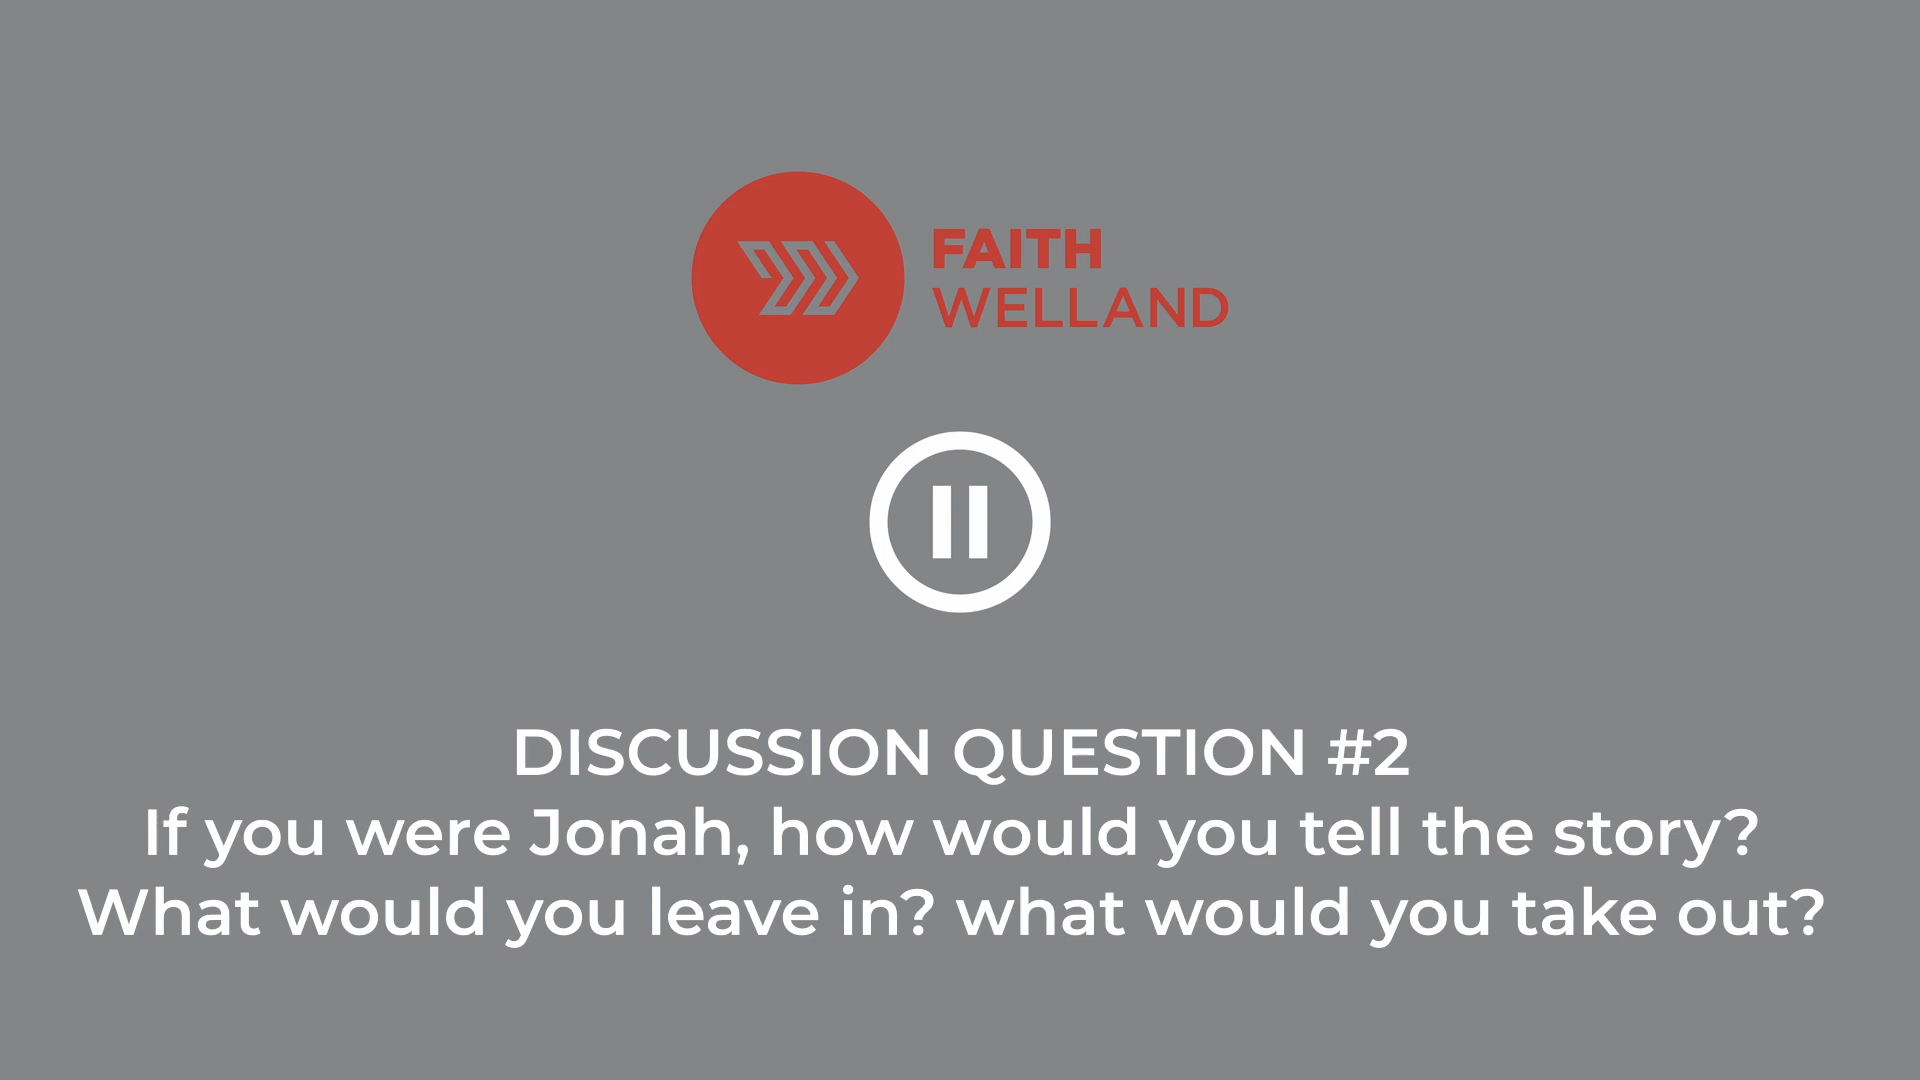 FAITH
WELLAND
DISCUSSION QUESTION #2
If you were Jonah, how would you tell the story?
What would you leave in? what would you take out?